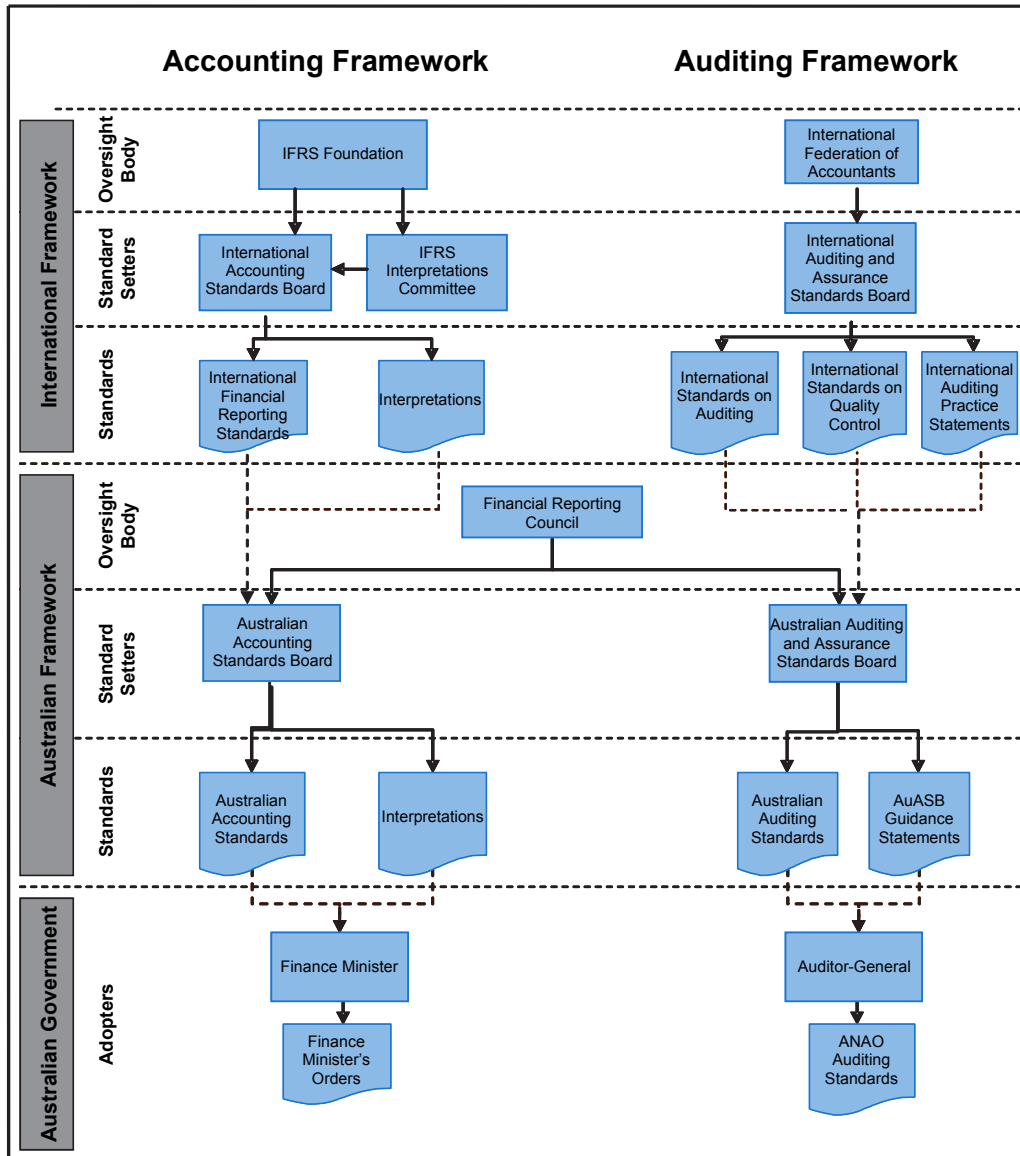 Accounting Framework
Auditing Framework
International Framework
Oversight
Body
IFRS Foundation
International
Federation of
Accountants
Standard
Setters
International
Accounting
Standards Board
IFRS
Interpretations
Committee
International
Auditing and
Assurance
Standards Board
Standards
International
Financial
Reporting
Standards
Interpretations
International
Standards on
Auditing
International
Standards on
Quality
Control
International
Auditing
Practice
Statements
Australian Framework
Oversight
Body
Financial Reporting
Council
Standard
Setters
Australian
Accounting
Standards Board
Australian Auditing
and Assurance
Standards Board
Standards
Australian
Accounting
Standards
Interpretations
Australian
Auditing
Standards
AuASB
Guidance
Statements
Australian Government
Adopters
Finance Minister
Auditor-General
Finance
Minister's
Orders
ANAO
Auditing
Standards